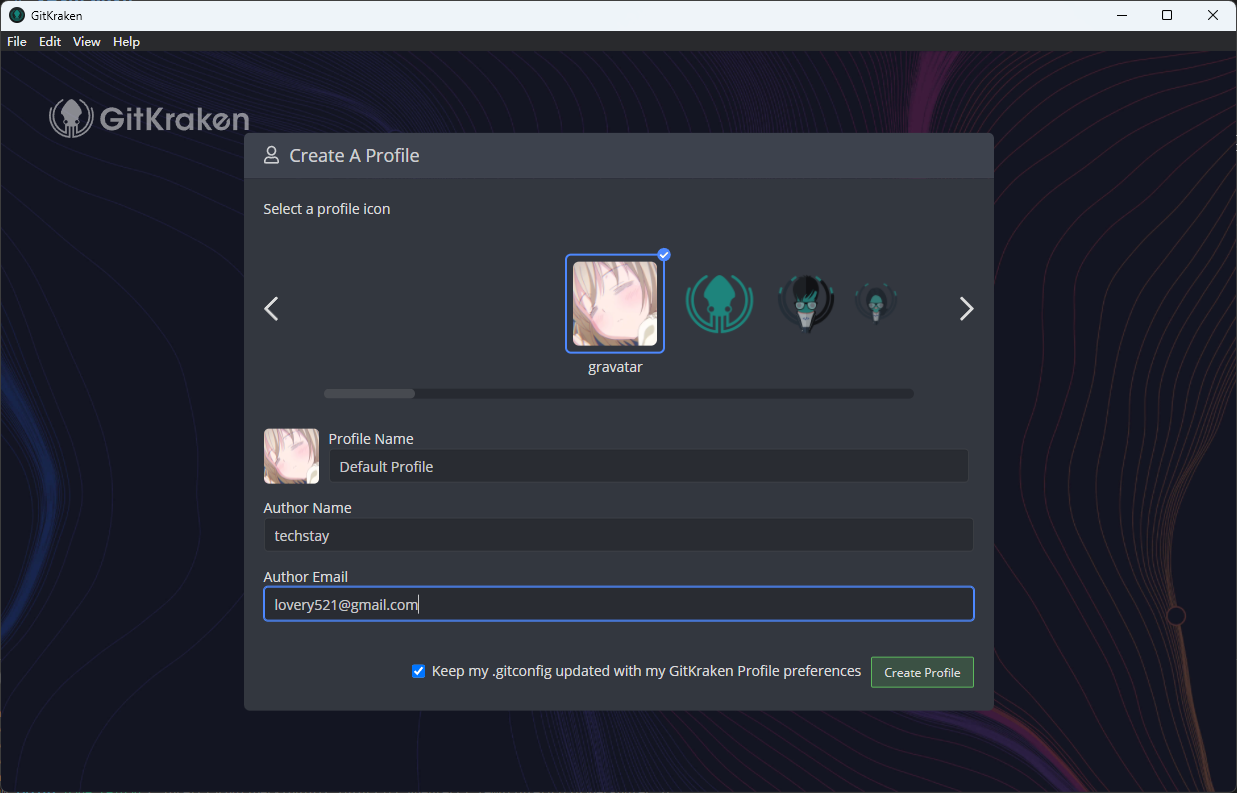 GitKraken
File Edit View Help
GitKraken
Create A Profile
Select a profile icon
gravatar
Profile Name
Default Profile
Author Name
techstay
Author Email
lovery521@gmail.com
Keep my .gitconfig updated with my GitKraken Profile preferences
Create Profile